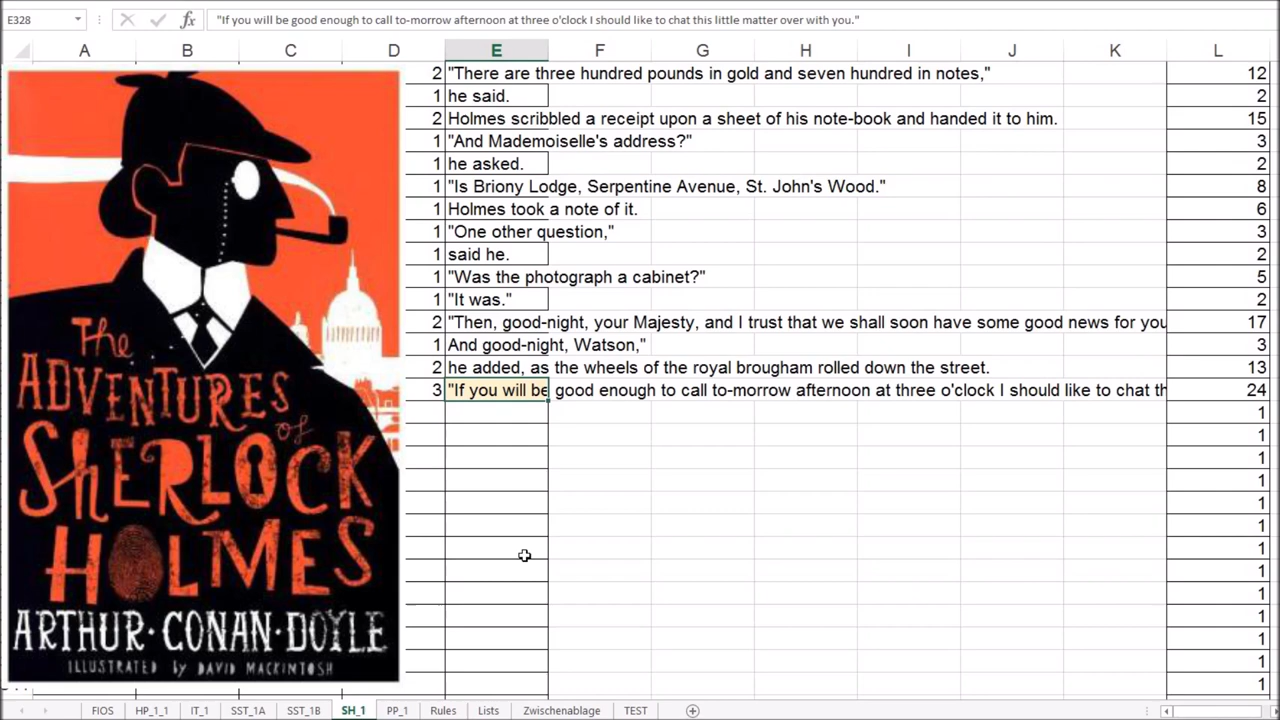 E328
fx
"If you will be good enough to call to-morrow afternoon at three o'clock I should like to chat this little matter over with you."
A B C D E F G H I J K L
2 "There are three hundred pounds in gold and seven hundred in notes," 12
1 he said. 2
2 Holmes scribbled a receipt upon a sheet of his note-book and handed it to him. 15
1 "And Mademoiselle's address?" 3
1 he asked. 2
1 "Is Briony Lodge, Serpentine Avenue, St. John's Wood." 8
1 Holmes took a note of it. 6
1 "One other question," 3
1 said he. 2
1 "Was the photograph a cabinet?" 5
1 "It was." 2
2 "Then, good-night, your Majesty, and I trust that we shall soon have some good news for you 17
1 And good-night, Watson," 3
2 he added, as the wheels of the royal brougham rolled down the street. 13
3 "If you will be good enough to call to-morrow afternoon at three o'clock I should like to chat th 24
1
1
1
1
1
1
1
1
1
1
1
1
1
The
ADVENTURES
of
SHERLOCK
HOLMES
ARTHUR·CONAN·DOYLE
ILLUSTRATED by DAVID MACKINTOSH
FIOS HP_1_1 IT_1 SST_1A SST_1B SH_1 PP_1 Rules Lists Zwischenablage TEST